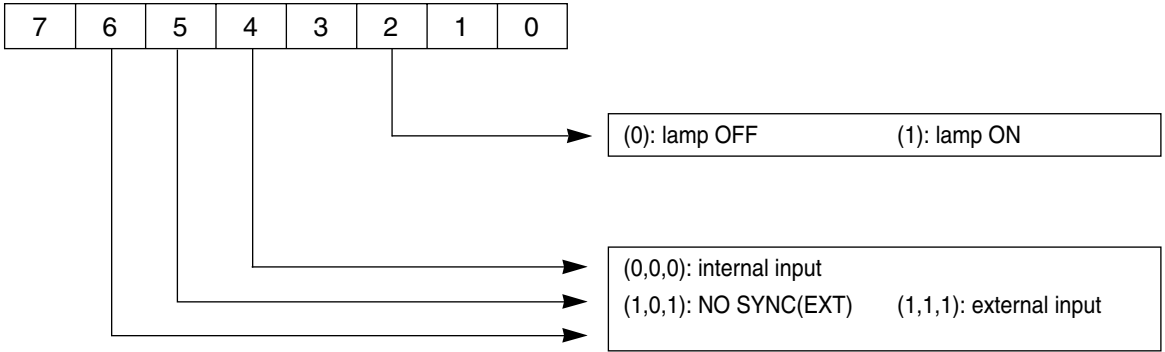 7 6 5 4 3 2 1 0
(0): lamp OFF (1): lamp ON
(0,0,0): internal input
(1,0,1): NO SYNC(EXT) (1,1,1): external input